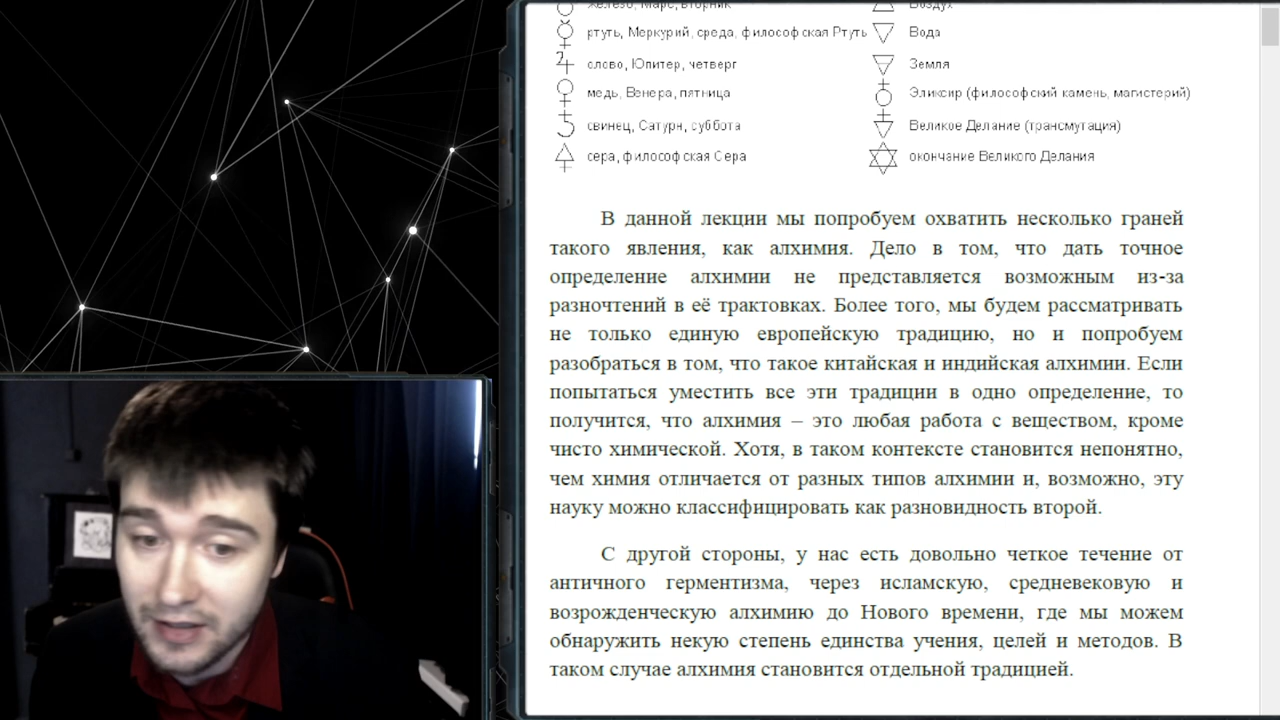 железо, Марс, вторник
Воздух
ртуть, Меркурий, среда, философская Ртуть
Вода
слово, Юпитер, четверг
Земля
медь, Венера, пятница
Эликсир (философский камень, магистерий)
свинец, Сатурн, суббота
Великое Делание (трансмутация)
сера, философская Сера
окончание Великого Делания
В данной лекции мы попробуем охватить несколько граней
такого явления, как алхимия. Дело в том, что дать точное
определение алхимии не представляется возможным из-за
разночтений в её трактовках. Более того, мы будем рассматривать
не только единую европейскую традицию, но и попробуем
разобраться в том, что такое китайская и индийская алхимии. Если
попытаться уместить все эти традиции в одно определение, то
получится, что алхимия – это любая работа с веществом, кроме
чисто химической. Хотя, в таком контексте становится непонятно,
чем химия отличается от разных типов алхимии и, возможно, эту
науку можно классифицировать как разновидность второй.
С другой стороны, у нас есть довольно четкое течение от
античного герментизма, через исламскую, средневековую и
возрожденческую алхимию до Нового времени, где мы можем
обнаружить некую степень единства учения, целей и методов. В
таком случае алхимия становится отдельной традицией.